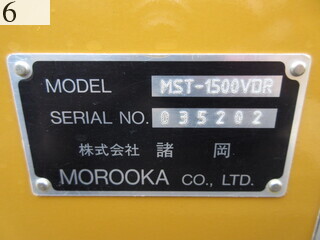 6
MODEL MST-1500VDR
SERIAL NO. 035202
株式会社 諸岡
MOROOKA CO., LTD.